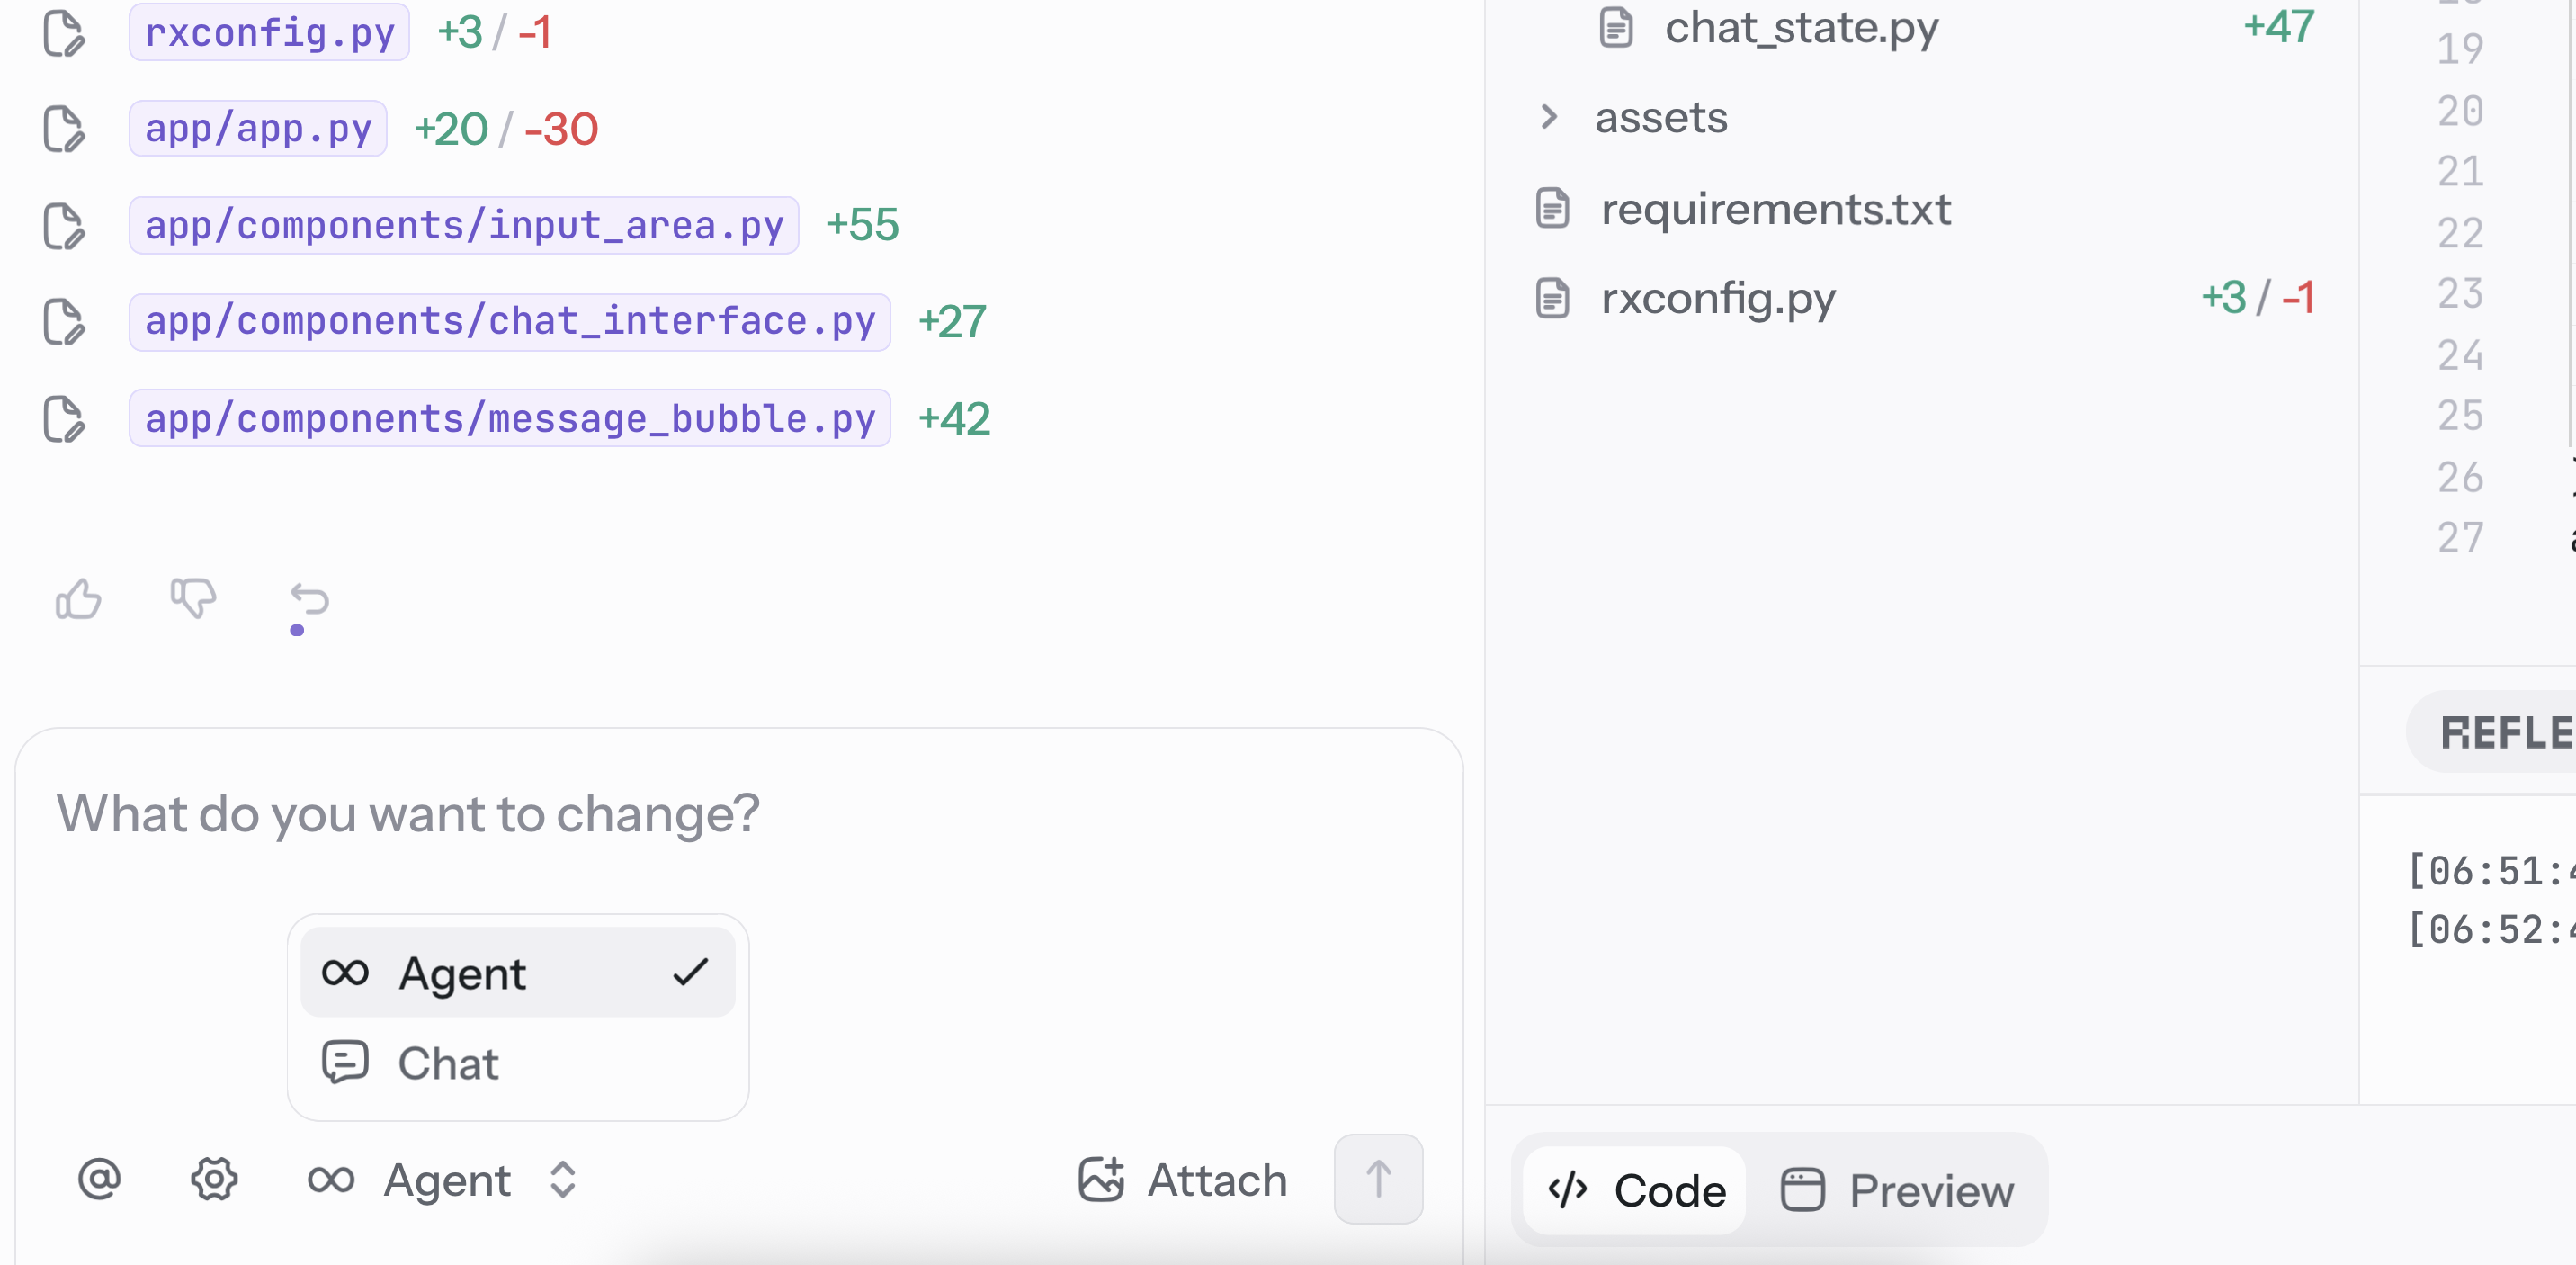 rxconfig.py +3 / -1
app/app.py +20 / -30
app/components/input_area.py +55
app/components/chat_interface.py +27
app/components/message_bubble.py +42
What do you want to change?
Agent
Chat
Agent
Attach
chat_state.py +47
assets
requirements.txt
rxconfig.py +3 / -1
Code
Preview
19
20
21
22
23
24
25
26
27
REFLE
[06:51:4
[06:52:4